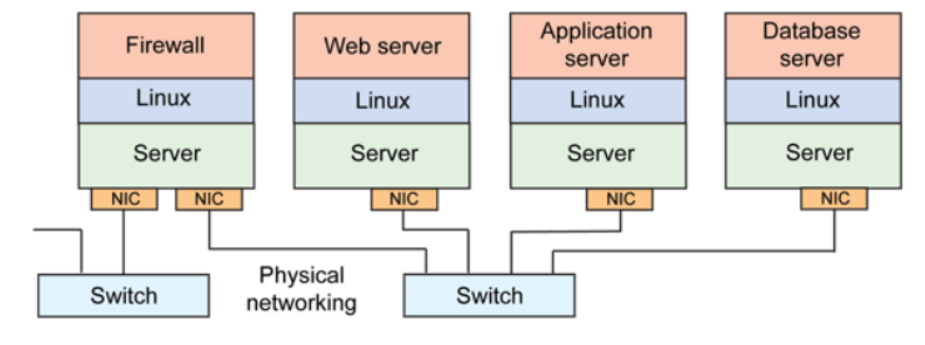 Firewall
Web server
Application
server
Database
server
Linux
Linux
Linux
Linux
Server
Server
Server
Server
NIC
NIC
NIC
NIC
NIC
Switch
Physical
networking
Switch